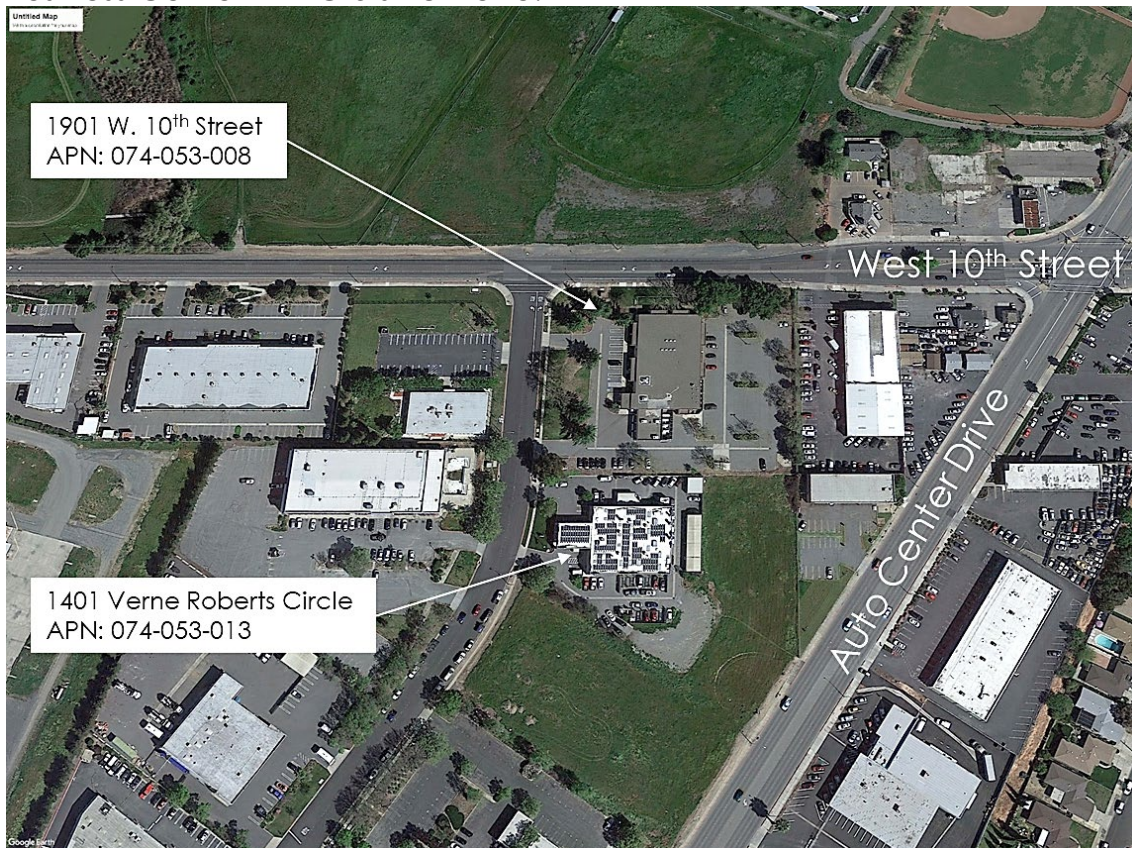 Untitled Map
1901 W. 10th Street
APN: 074-053-008
West 10th Street
Auto Center Drive
1401 Verne Roberts Circle
APN: 074-053-013
Google Earth